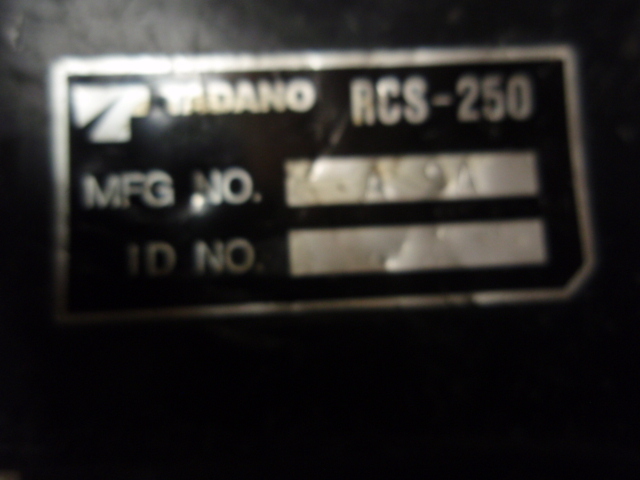 TADANO RCS-250
MFG NO.
ID NO.